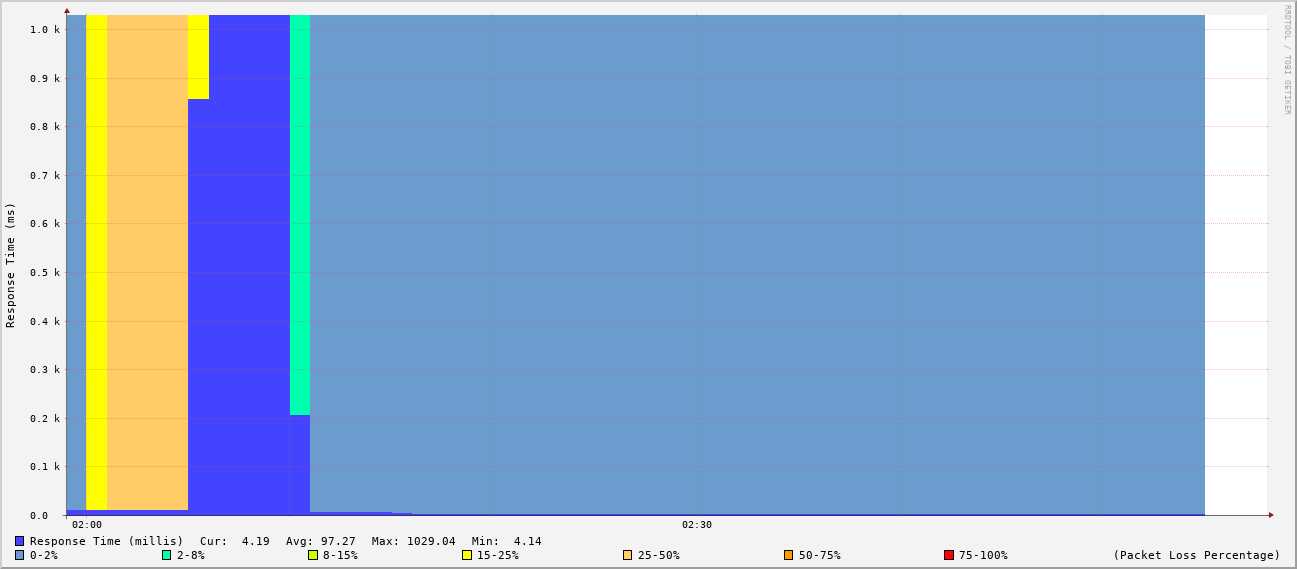 RRDTOOL / TOBI OETIKER
Response Time (ms)
1.0 k
0.9 k
0.8 k
0.7 k
0.6 k
0.5 k
0.4 k
0.3 k
0.2 k
0.1 k
0.0
02:00 02:30
Response Time (millis) Cur: 4.19 Avg: 97.27 Max: 1029.04 Min: 4.14
0-2% 2-8% 8-15% 15-25% 25-50% 50-75% 75-100% (Packet Loss Percentage)